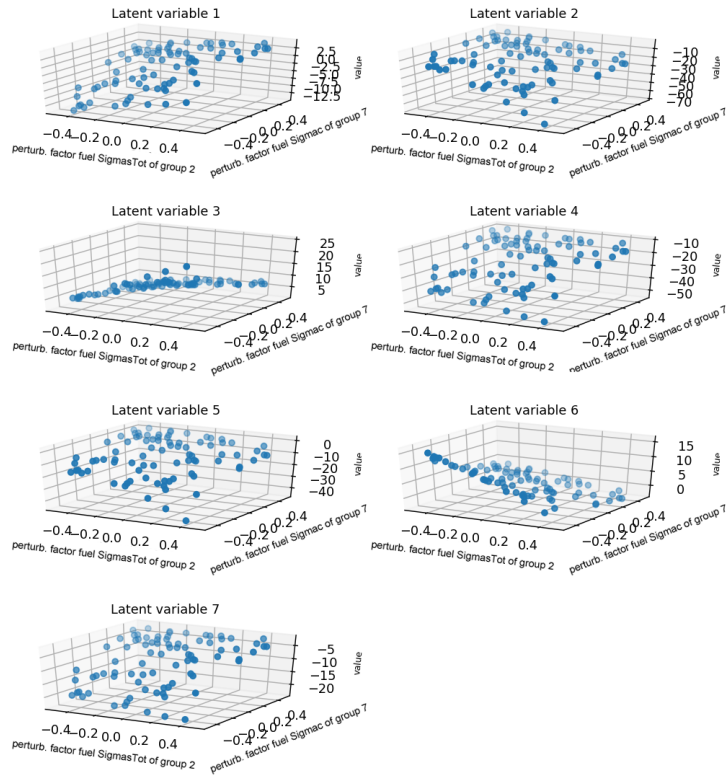 Latent variable 1
2.5
0.0
−2.5
−5.0
−7.5
−10.0
−12.5
value
−0.4 −0.2 0.0 0.2 0.4
perturb. factor fuel SigmasTot of group 2
−0.4 −0.2 0.0 0.2 0.4
perturb. factor fuel Sigmac of group 7
Latent variable 2
−10
−20
−30
−40
−50
−60
−70
value
−0.4 −0.2 0.0 0.2 0.4
perturb. factor fuel SigmasTot of group 2
−0.4 −0.2 0.0 0.2 0.4
perturb. factor fuel Sigmac of group 7
Latent variable 3
25
20
15
10
5
value
−0.4 −0.2 0.0 0.2 0.4
perturb. factor fuel SigmasTot of group 2
−0.4 −0.2 0.0 0.2 0.4
perturb. factor fuel Sigmac of group 7
Latent variable 4
−10
−20
−30
−40
−50
value
−0.4 −0.2 0.0 0.2 0.4
perturb. factor fuel SigmasTot of group 2
−0.4 −0.2 0.0 0.2 0.4
perturb. factor fuel Sigmac of group 7
Latent variable 5
0
−10
−20
−30
−40
value
−0.4 −0.2 0.0 0.2 0.4
perturb. factor fuel SigmasTot of group 2
−0.4 −0.2 0.0 0.2 0.4
perturb. factor fuel Sigmac of group 7
Latent variable 6
15
10
5
0
value
−0.4 −0.2 0.0 0.2 0.4
perturb. factor fuel SigmasTot of group 2
−0.4 −0.2 0.0 0.2 0.4
perturb. factor fuel Sigmac of group 7
Latent variable 7
−5
−10
−15
−20
value
−0.4 −0.2 0.0 0.2 0.4
perturb. factor fuel SigmasTot of group 2
−0.4 −0.2 0.0 0.2 0.4
perturb. factor fuel Sigmac of group 7